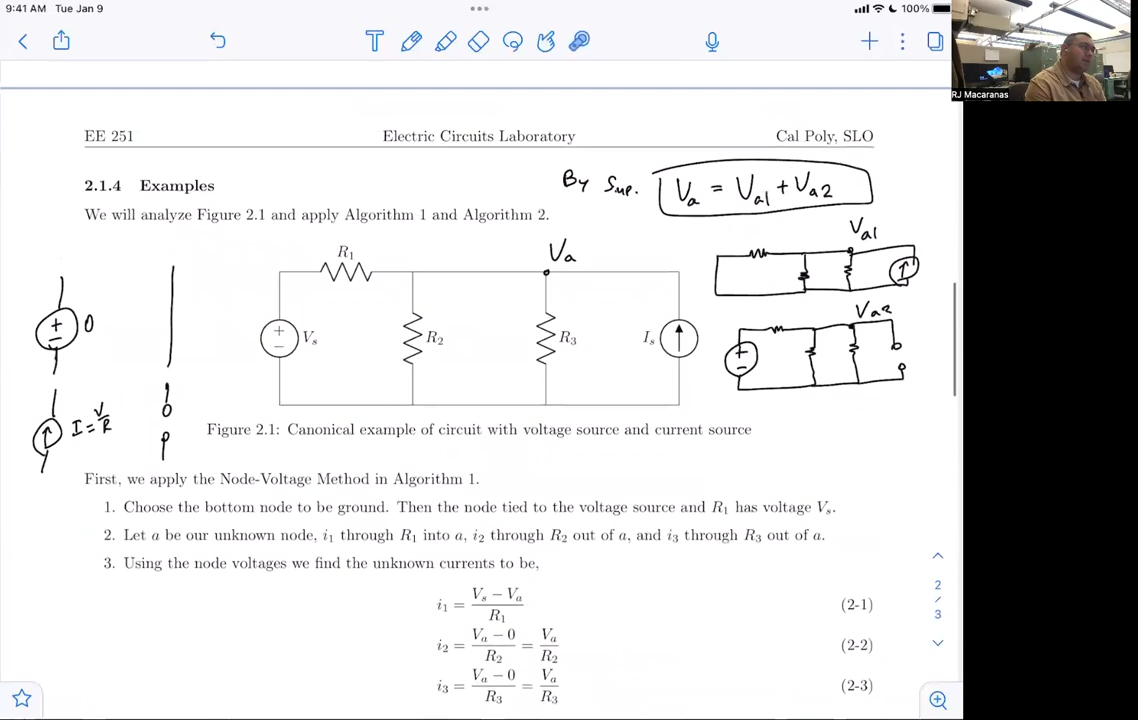 9:41 AM Tue Jan 9
100%
RJ Macaranas
EE 251 Electric Circuits Laboratory Cal Poly, SLO
2.1.4 Examples
By Sup. Va = Va1 + Va2
We will analyze Figure 2.1 and apply Algorithm 1 and Algorithm 2.
Va1
R1
Va
Va2
0
Vs
R2
R3
Is
I = V/R
Figure 2.1: Canonical example of circuit with voltage source and current source
First, we apply the Node-Voltage Method in Algorithm 1.
1. Choose the bottom node to be ground. Then the node tied to the voltage source and R1 has voltage Vs.
2. Let a be our unknown node, i1 through R1 into a, i2 through R2 out of a, and i3 through R3 out of a.
3. Using the node voltages we find the unknown currents to be,
i1 = (Vs − Va)/R1 (2-1)
i2 = (Va − 0)/R2 = Va/R2 (2-2)
i3 = (Va − 0)/R3 = Va/R3 (2-3)
2
/
3